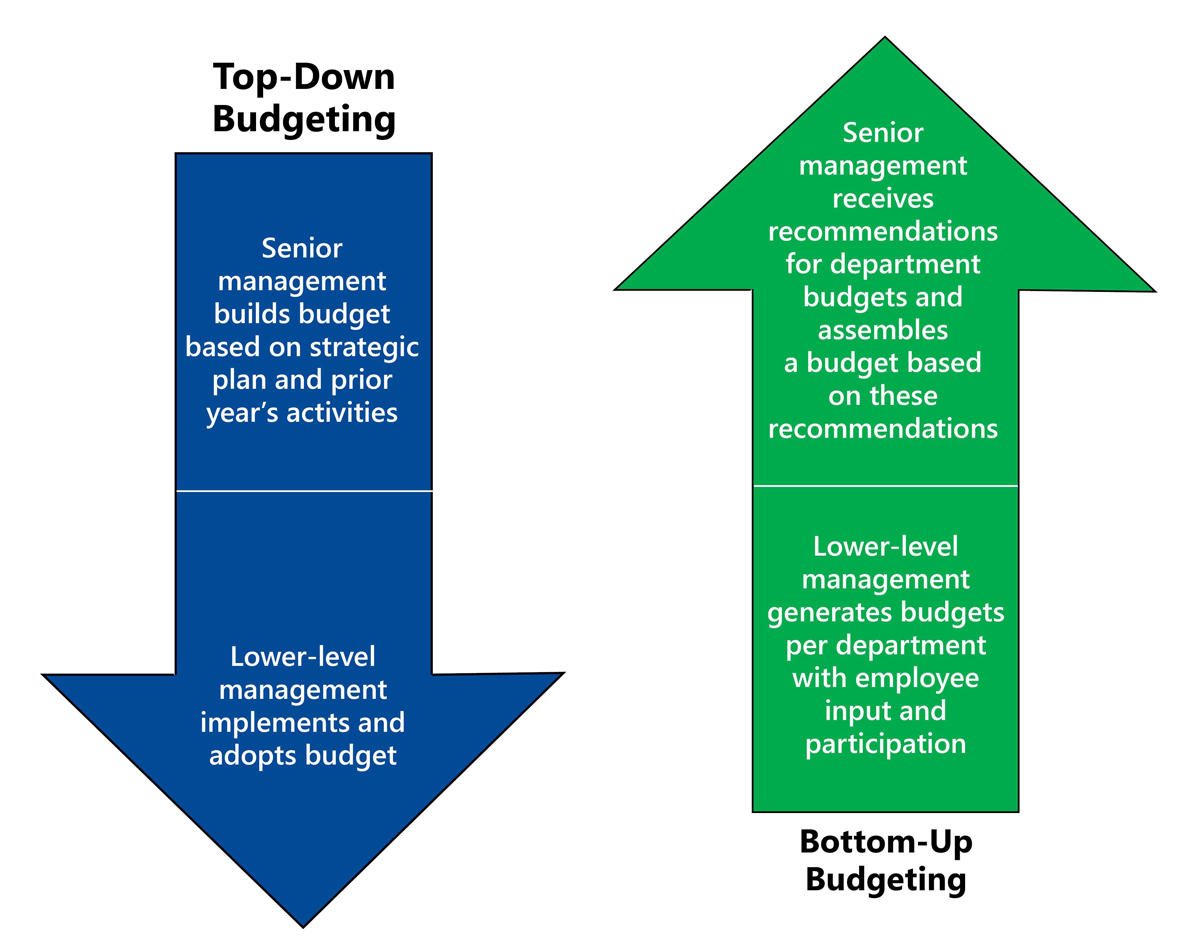 Top-Down
Budgeting
Senior
management
builds budget
based on strategic
plan and prior
year’s activities
Lower-level
management
implements and
adopts budget
Senior
management
receives
recommendations
for department
budgets and
assembles
a budget based
on these
recommendations
Lower-level
management
generates budgets
per department
with employee
input and
participation
Bottom-Up
Budgeting